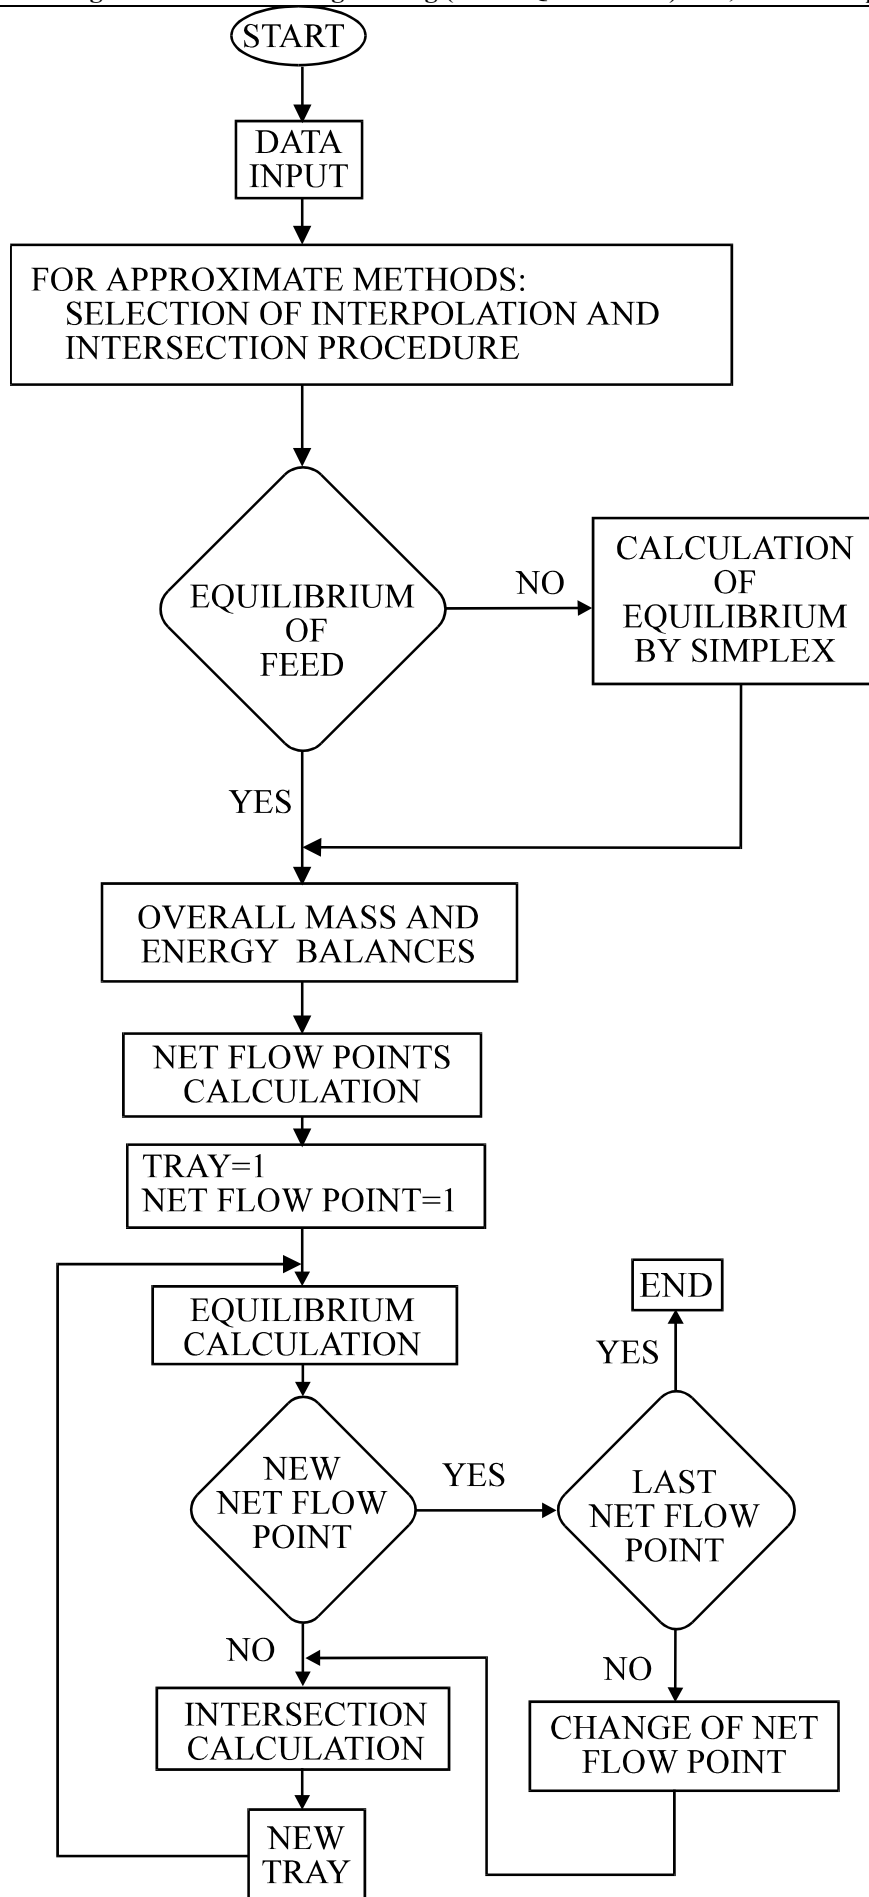 START
DATA
INPUT
FOR APPROXIMATE METHODS:
SELECTION OF INTERPOLATION AND
INTERSECTION PROCEDURE
EQUILIBRIUM
OF
FEED
NO
CALCULATION
OF
EQUILIBRIUM
BY SIMPLEX
YES
OVERALL MASS AND
ENERGY BALANCES
NET FLOW POINTS
CALCULATION
TRAY=1
NET FLOW POINT=1
EQUILIBRIUM
CALCULATION
END
YES
NEW
NET FLOW
POINT
YES
LAST
NET FLOW
POINT
NO
NO
INTERSECTION
CALCULATION
CHANGE OF NET
FLOW POINT
NEW
TRAY